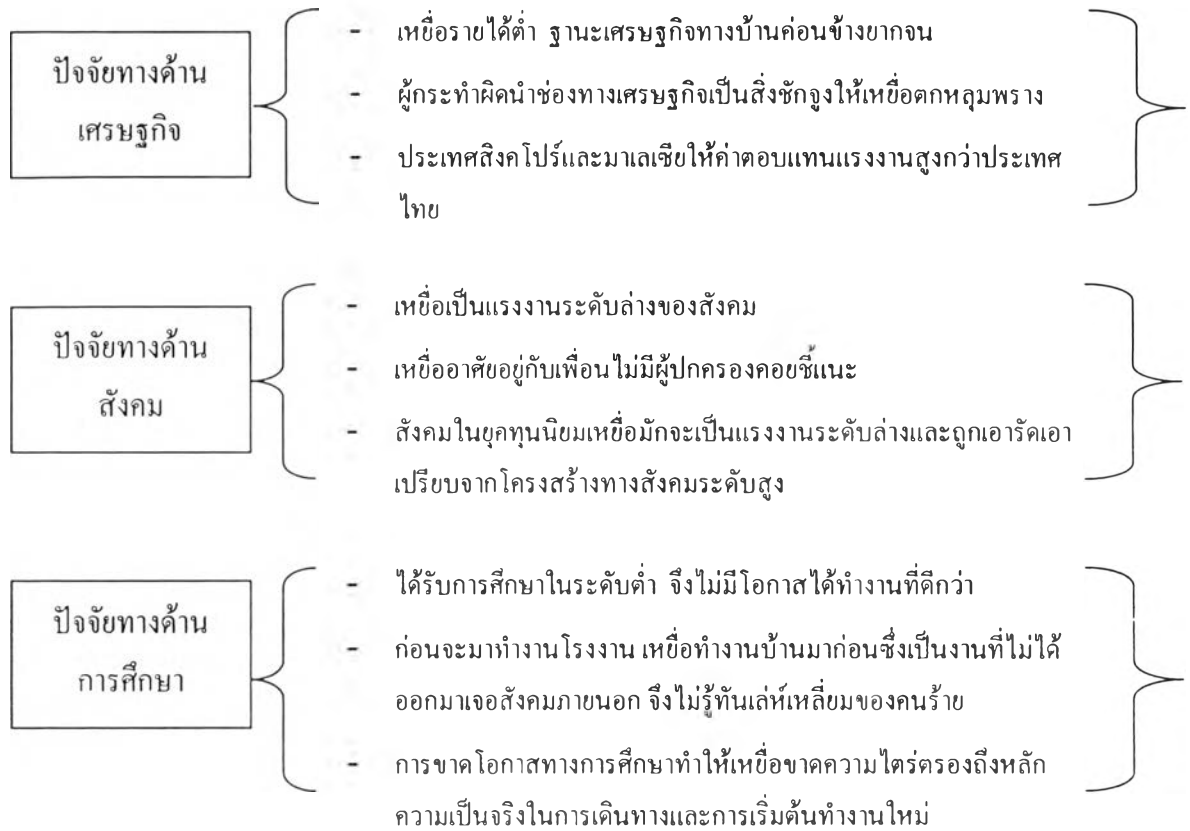 ปัจจัยทางด้าน
เศรษฐกิจ
- เหยื่อรายได้ต่ำ ฐานะเศรษฐกิจทางบ้านค่อนข้างยากจน
- ผู้กระทำผิดนำช่องทางเศรษฐกิจเป็นสิ่งชักจูงให้เหยื่อตกหลุมพราง
- ประเทศสิงคโปร์และมาเลเซียให้ค่าตอบแทนแรงงานสูงกว่าประเทศ
ไทย
ปัจจัยทางด้าน
สังคม
- เหยื่อเป็นแรงงานระดับล่างของสังคม
- เหยื่ออาศัยอยู่กับเพื่อนไม่มีผู้ปกครองคอยชี้แนะ
- สังคมในยุคทุนนิยมเหยื่อมักจะเป็นแรงงานระดับล่างและถูกเอารัดเอา
เปรียบจากโครงสร้างทางสังคมระดับสูง
ปัจจัยทางด้าน
การศึกษา
- ได้รับการศึกษาในระดับต่ำ จึงไม่มีโอกาสได้ทำงานที่ดีกว่า
- ก่อนจะมาทำงานโรงงาน เหยื่อทำงานบ้านมาก่อนซึ่งเป็นงานที่ไม่ได้
ออกมาเจอสังคมภายนอก จึงไม่รู้ทันเล่ห์เหลี่ยมของคนร้าย
- การขาดโอกาสทางการศึกษาทำให้เหยื่อขาดความไตร่ตรองถึงหลัก
ความเป็นจริงในการเดินทางและการเริ่มต้นทำงานใหม่